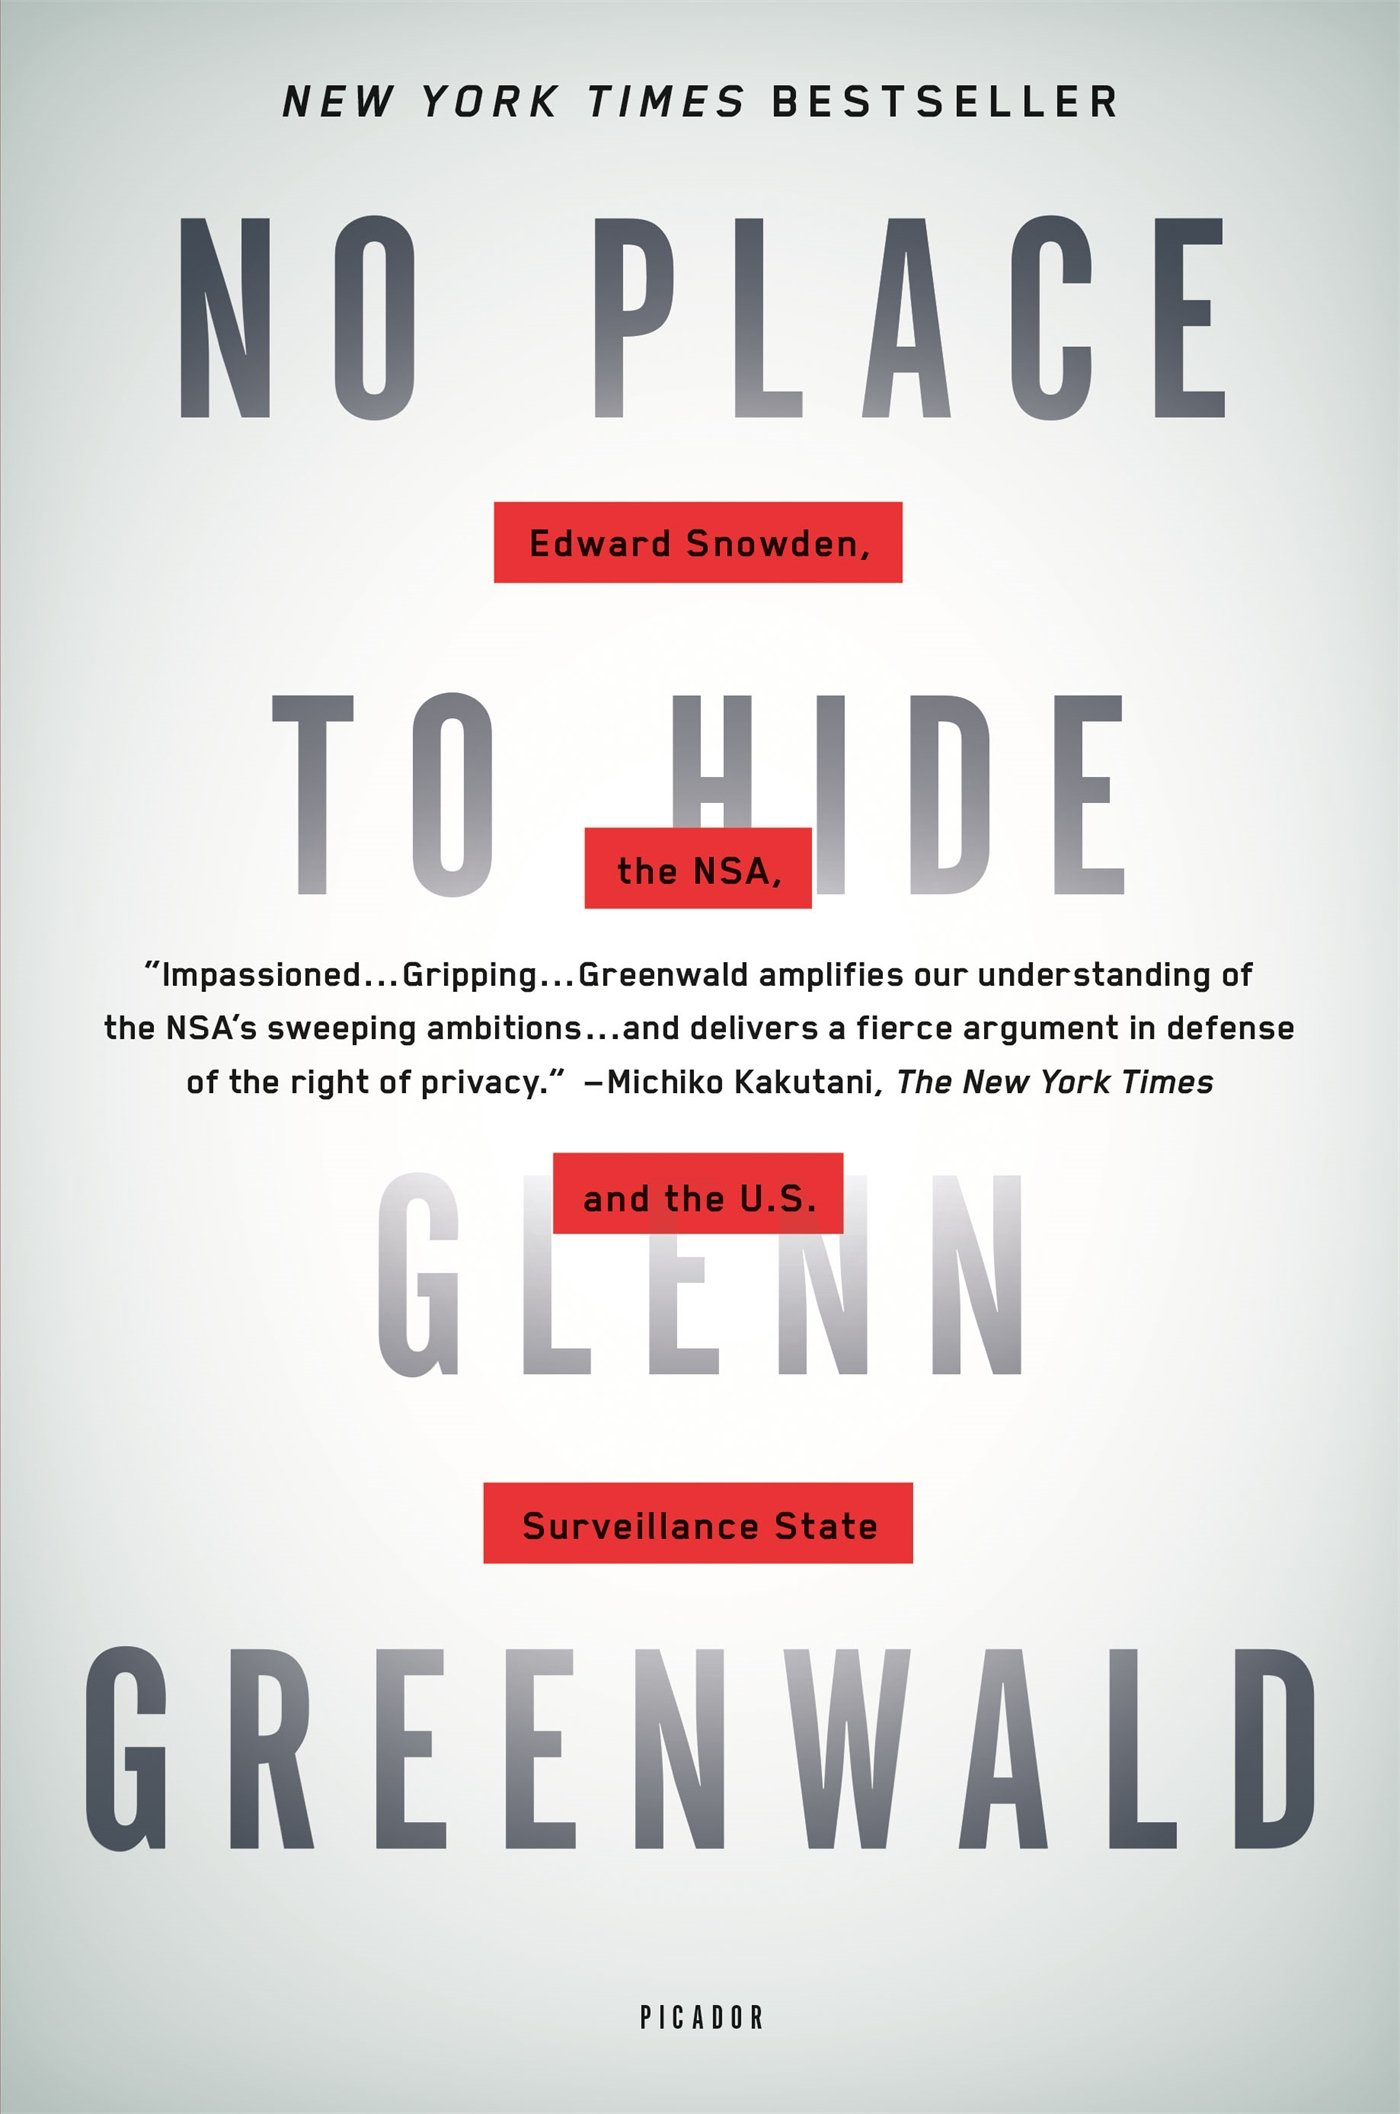 NEW YORK TIMES BESTSELLER
NO PLACE
Edward Snowden,
TO HIDE
the NSA,
"Impassioned...Gripping...Greenwald amplifies our understanding of
the NSA's sweeping ambitions...and delivers a fierce argument in defense
of the right of privacy." –Michiko Kakutani, The New York Times
and the U.S.
GLENN
Surveillance State
GREENWALD
PICADOR